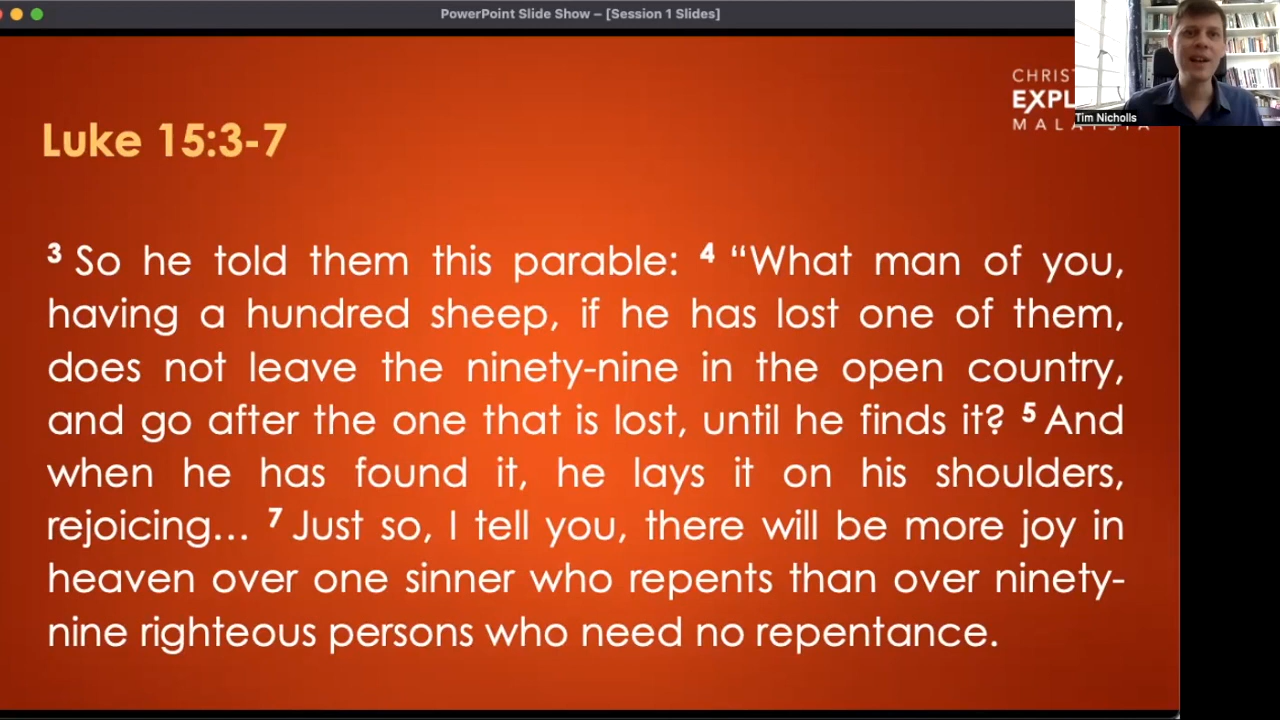 PowerPoint Slide Show – [Session 1 Slides]
CHRIST
EXPL
MALAYSIA
Tim Nicholls
Luke 15:3-7
3 So he told them this parable: 4 “What man of you,
having a hundred sheep, if he has lost one of them,
does not leave the ninety-nine in the open country,
and go after the one that is lost, until he finds it? 5 And
when he has found it, he lays it on his shoulders,
rejoicing... 7 Just so, I tell you, there will be more joy in
heaven over one sinner who repents than over ninety-
nine righteous persons who need no repentance.